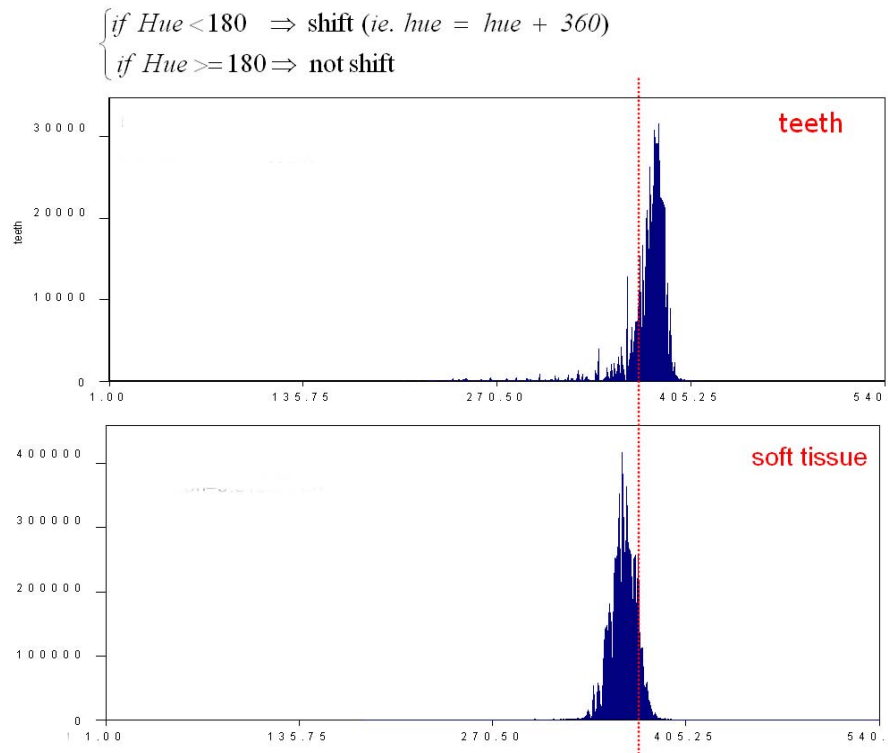 if Hue < 180 ⇒ shift (ie. hue = hue + 360)
if Hue >= 180 ⇒ not shift
teeth
30000
20000
10000
0
teeth
1.00 135.75 270.50 405.25 540
soft tissue
400000
300000
200000
100000
0
1.00 135.75 270.50 405.25 540.